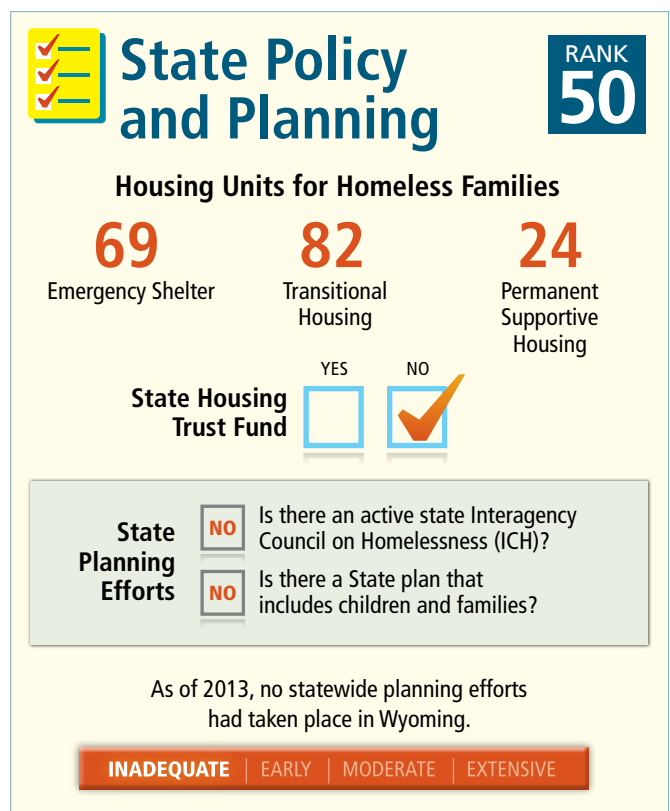 State Policy
and Planning
RANK
50
Housing Units for Homeless Families
69
Emergency Shelter
82
Transitional
Housing
24
Permanent
Supportive
Housing
YES
NO
State Housing
Trust Fund
State
Planning
Efforts
NO
Is there an active state Interagency
Council on Homelessness (ICH)?
NO
Is there a State plan that
includes children and families?
As of 2013, no statewide planning efforts
had taken place in Wyoming.
INADEQUATE | EARLY | MODERATE | EXTENSIVE